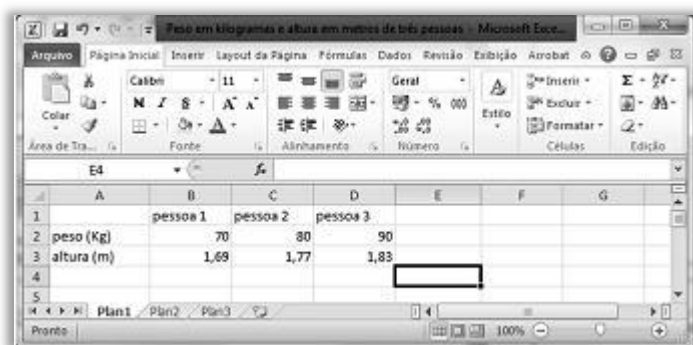 Peso em kilogramas e altura em metros de três pessoas - Microsoft Exce...
Arquivo Página Inicial Inserir Layout da Página Fórmulas Dados Revisão Exibição Acrobat
Calibri 11 Geral Inserir Σ
Colar N I S A A % 000 Estilo Excluir
A Formatar
Área de Tra... Fonte Alinhamento Número Células Edição
E4 fx
A B C D E F G
1 pessoa 1 pessoa 2 pessoa 3
2 peso (Kg) 70 80 90
3 altura (m) 1,69 1,77 1,83
4
5
Plan1 Plan2 Plan3
Pronto 100%